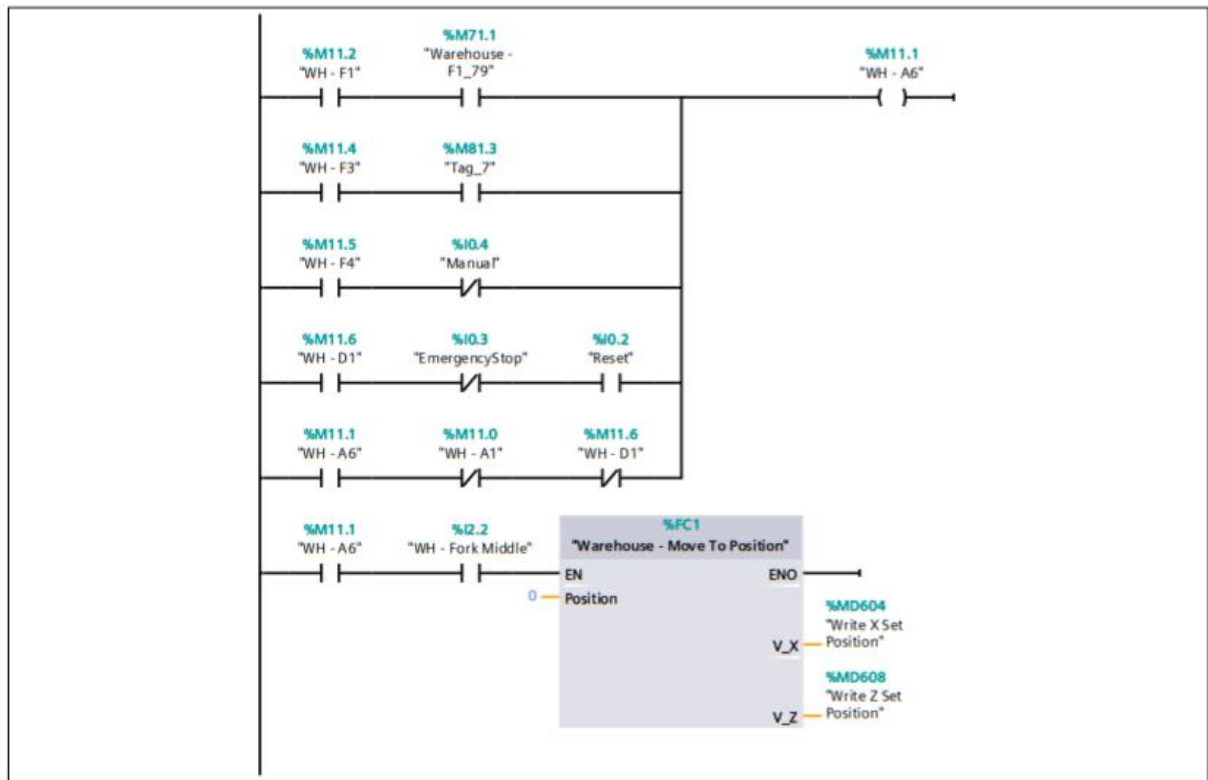 %M11.2
"WH - F1"
%M71.1
"Warehouse -
F1_79"
%M11.1
"WH - A6"
%M11.4
"WH - F3"
%M81.3
"Tag_7"
%M11.5
"WH - F4"
%I0.4
"Manual"
%M11.6
"WH - D1"
%I0.3
"EmergencyStop"
%I0.2
"Reset"
%M11.1
"WH - A6"
%M11.0
"WH - A1"
%M11.6
"WH - D1"
%M11.1
"WH - A6"
%I2.2
"WH - Fork Middle"
%FC1
"Warehouse - Move To Position"
EN
ENO
0
Position
V_X
%MD604
"Write X Set
Position"
V_Z
%MD608
"Write Z Set
Position"